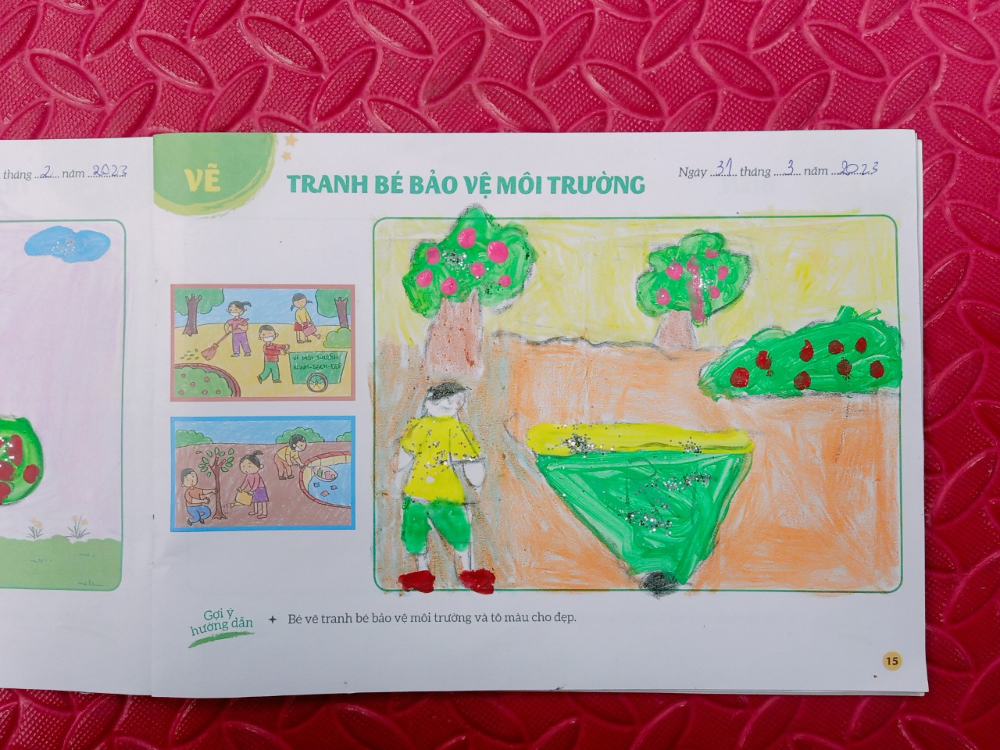 tháng 2 năm 2023
VẼ
TRANH BÉ BẢO VỆ MÔI TRƯỜNG
Ngày 31 tháng 3 năm 2023
VÌ MÔI TRƯỜNG
XANH-SẠCH-ĐẸP
Gợi ý
hướng dẫn
Bé vẽ tranh bé bảo vệ môi trường và tô màu cho đẹp.
15